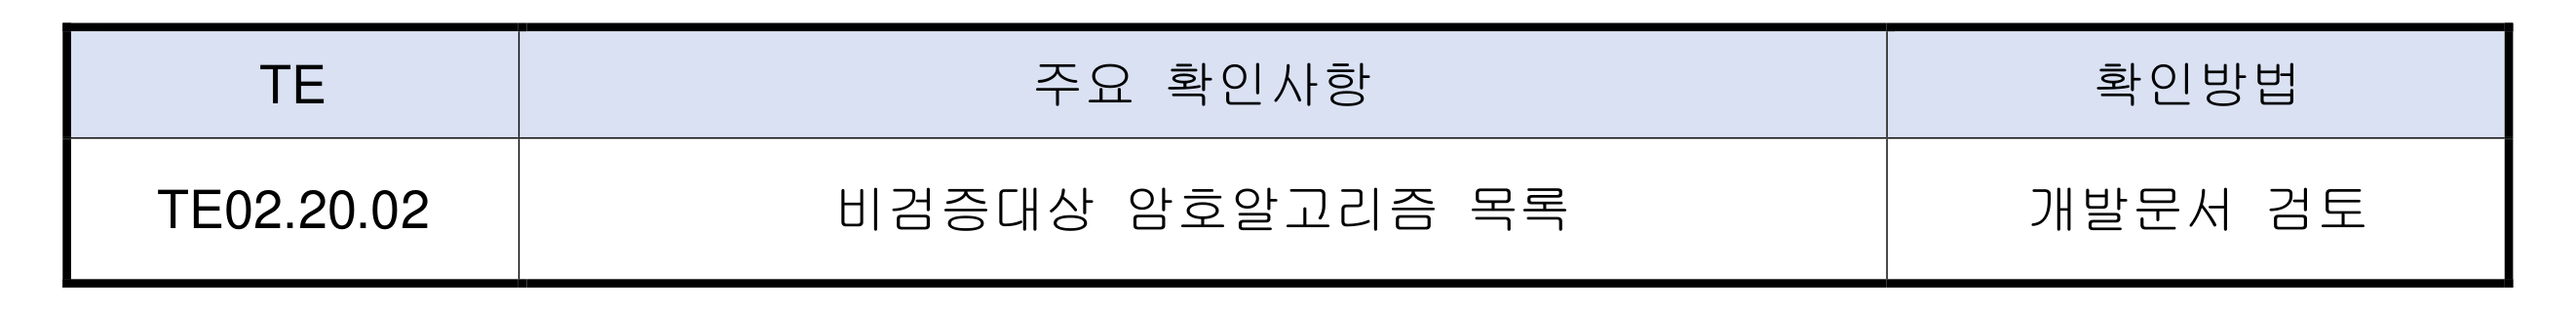 TE 주요 확인사항 확인방법
TE02.20.02 비검증대상 암호알고리즘 목록 개발문서 검토